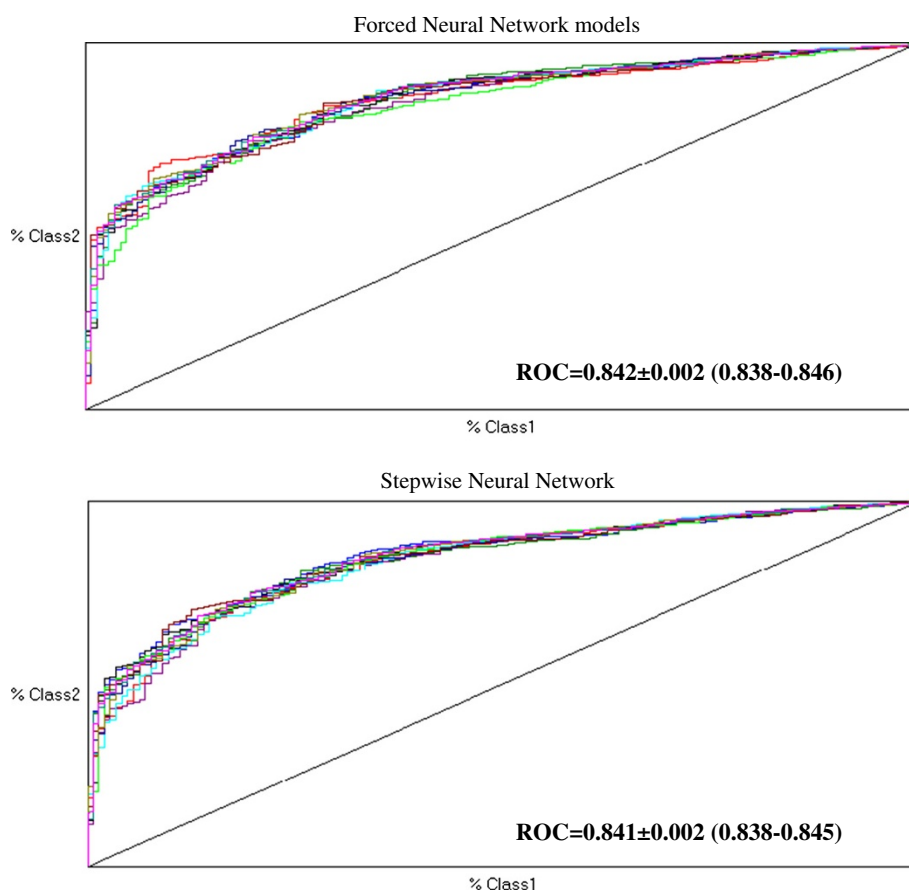 Forced Neural Network models
% Class2
ROC=0.842±0.002 (0.838-0.846)
% Class1
Stepwise Neural Network
% Class2
ROC=0.841±0.002 (0.838-0.845)
% Class1